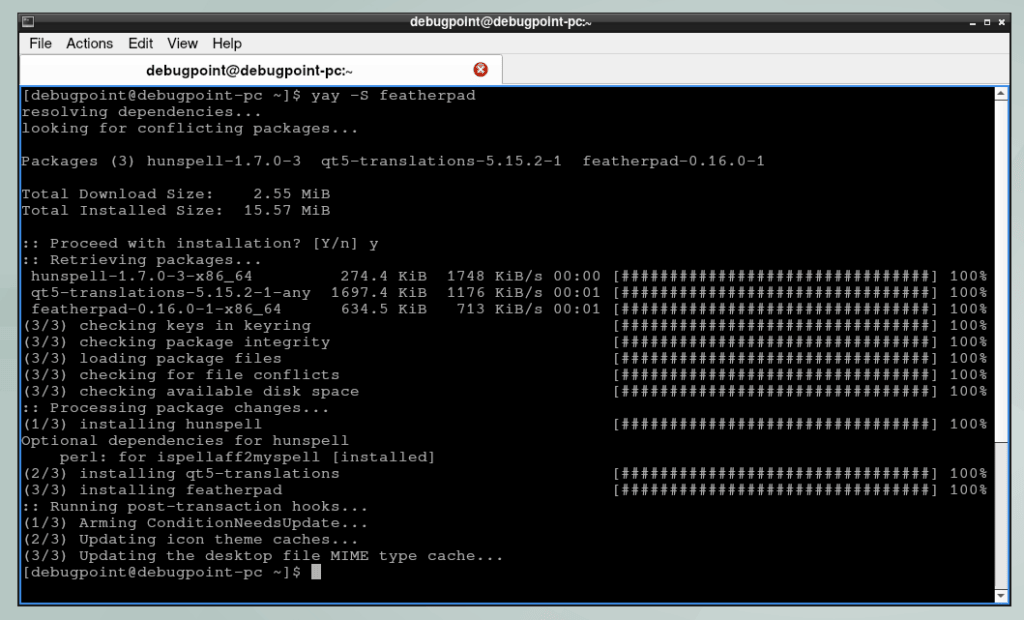 debugpoint@debugpoint-pc:~
File Actions Edit View Help
debugpoint@debugpoint-pc:~
[debugpoint@debugpoint-pc ~]$ yay -S featherpad
resolving dependencies...
looking for conflicting packages...
Packages (3) hunspell-1.7.0-3  qt5-translations-5.15.2-1  featherpad-0.16.0-1
Total Download Size:    2.55 MiB
Total Installed Size:  15.57 MiB
:: Proceed with installation? [Y/n] y
:: Retrieving packages...
 hunspell-1.7.0-3-x86_64         274.4 KiB  1748 KiB/s 00:00 [################################] 100%
 qt5-translations-5.15.2-1-any  1697.4 KiB  1176 KiB/s 00:01 [################################] 100%
 featherpad-0.16.0-1-x86_64      634.5 KiB   713 KiB/s 00:01 [################################] 100%
(3/3) checking keys in keyring                               [################################] 100%
(3/3) checking package integrity                             [################################] 100%
(3/3) loading package files                                  [################################] 100%
(3/3) checking for file conflicts                            [################################] 100%
(3/3) checking available disk space                          [################################] 100%
:: Processing package changes...
(1/3) installing hunspell                                    [################################] 100%
Optional dependencies for hunspell
    perl: for ispellaff2myspell [installed]
(2/3) installing qt5-translations                            [################################] 100%
(3/3) installing featherpad                                  [################################] 100%
:: Running post-transaction hooks...
(1/3) Arming ConditionNeedsUpdate...
(2/3) Updating icon theme caches...
(3/3) Updating the desktop file MIME type cache...
[debugpoint@debugpoint-pc ~]$